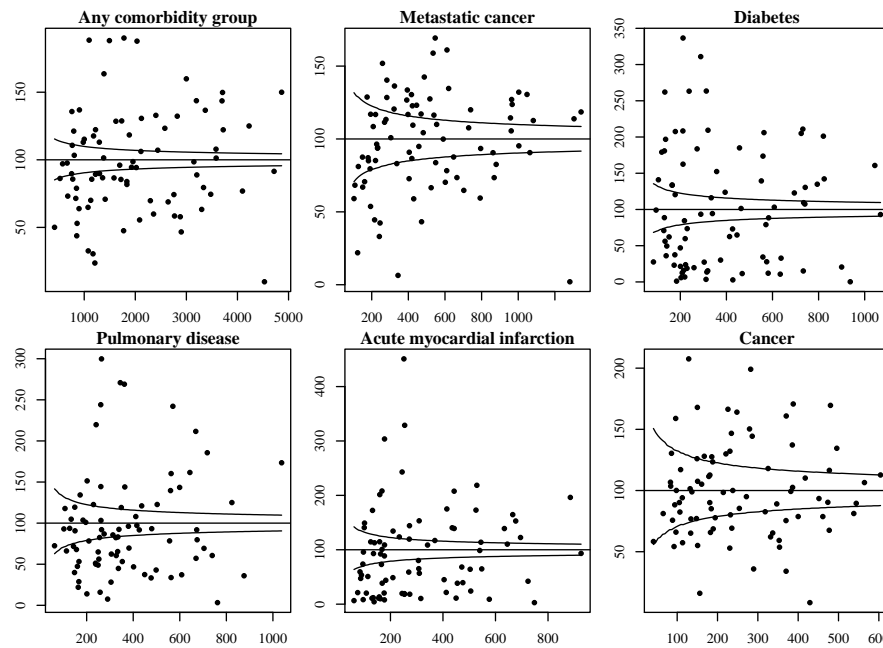 Any comorbidity group
Metastatic cancer
Diabetes
50 100 150
0 50 100 150
0 50 100 150 200 250 300 350
1000 2000 3000 4000 5000
200 400 600 800 1000
200 400 600 800 1000
Pulmonary disease
Acute myocardial infarction
Cancer
0 50 100 150 200 250 300
0 100 200 300 400
50 100 150 200
200 400 600 800 1000
200 400 600 800
100 200 300 400 500 600